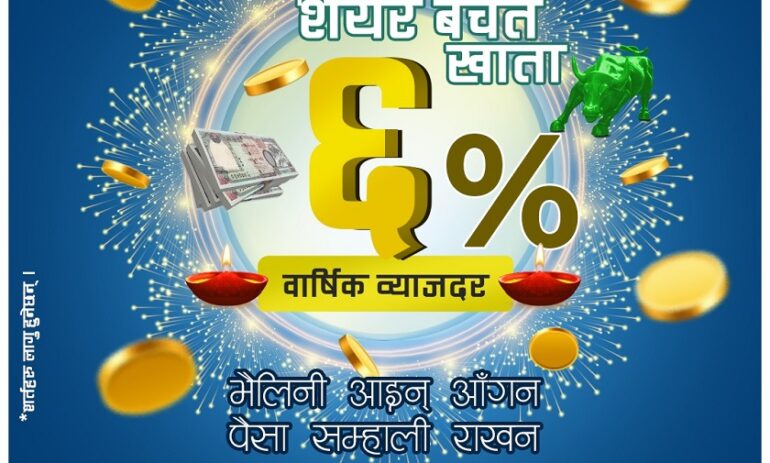 शेयर बचत
खाता
६%
वार्षिक व्याजदर
भैलिनी आइन् आँगन
पैसा सम्हाली राखन
*शर्तहरु लागु हुनेछन् ।